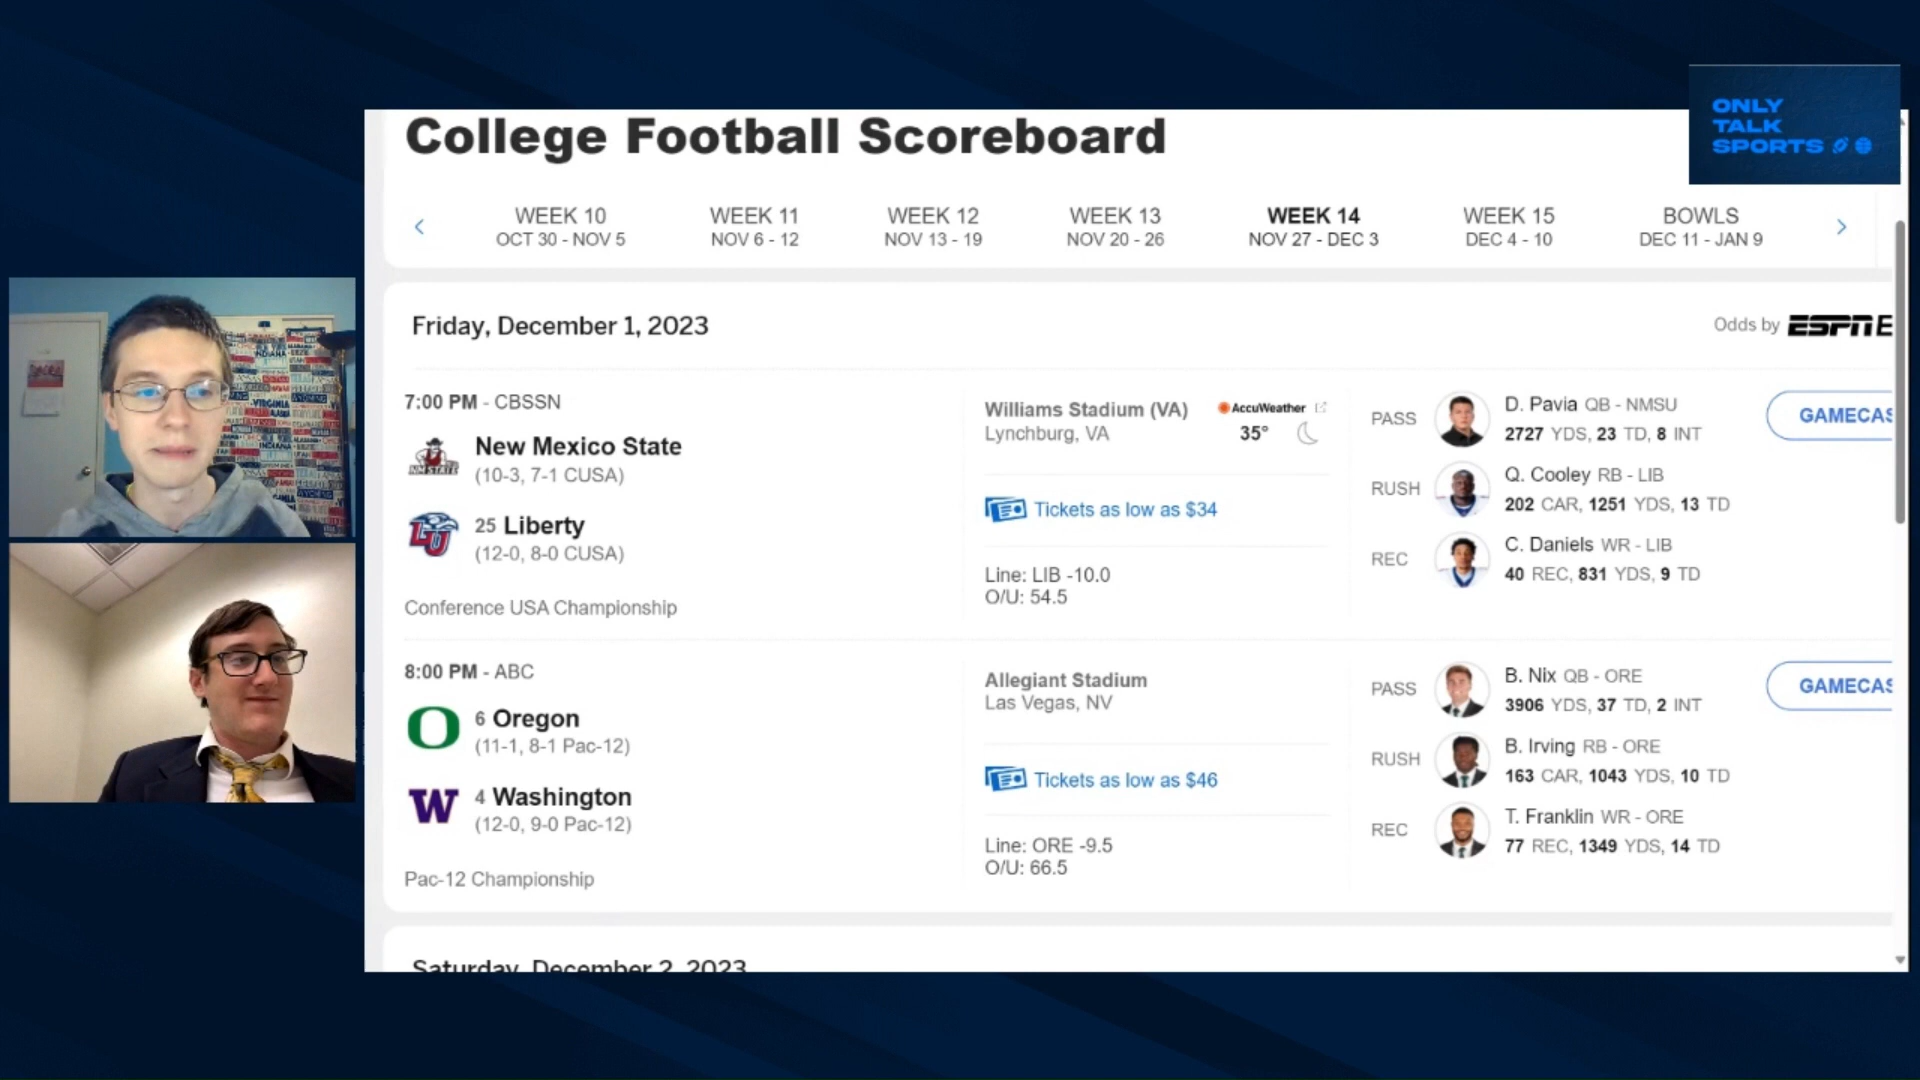 College Football Scoreboard
ONLY
TALK
SPORTS
WEEK 10
OCT 30 - NOV 5
WEEK 11
NOV 6 - 12
WEEK 12
NOV 13 - 19
WEEK 13
NOV 20 - 26
WEEK 14
NOV 27 - DEC 3
WEEK 15
DEC 4 - 10
BOWLS
DEC 11 - JAN 9
Friday, December 1, 2023
Odds by ESPN E
7:00 PM - CBSSN
NM STATE
New Mexico State
(10-3, 7-1 CUSA)
LU
25 Liberty
(12-0, 8-0 CUSA)
Conference USA Championship
Williams Stadium (VA)
Lynchburg, VA
AccuWeather
35°
Tickets as low as $34
Line: LIB -10.0
O/U: 54.5
PASS
D. Pavia QB - NMSU
2727 YDS, 23 TD, 8 INT
RUSH
Q. Cooley RB - LIB
202 CAR, 1251 YDS, 13 TD
REC
C. Daniels WR - LIB
40 REC, 831 YDS, 9 TD
GAMECAS
8:00 PM - ABC
O
6 Oregon
(11-1, 8-1 Pac-12)
W
4 Washington
(12-0, 9-0 Pac-12)
Pac-12 Championship
Allegiant Stadium
Las Vegas, NV
Tickets as low as $46
Line: ORE -9.5
O/U: 66.5
PASS
B. Nix QB - ORE
3906 YDS, 37 TD, 2 INT
RUSH
B. Irving RB - ORE
163 CAR, 1043 YDS, 10 TD
REC
T. Franklin WR - ORE
77 REC, 1349 YDS, 14 TD
GAMECAS
Saturday, December 2, 2023
INDIANA
VIRGINIA
WYOMING